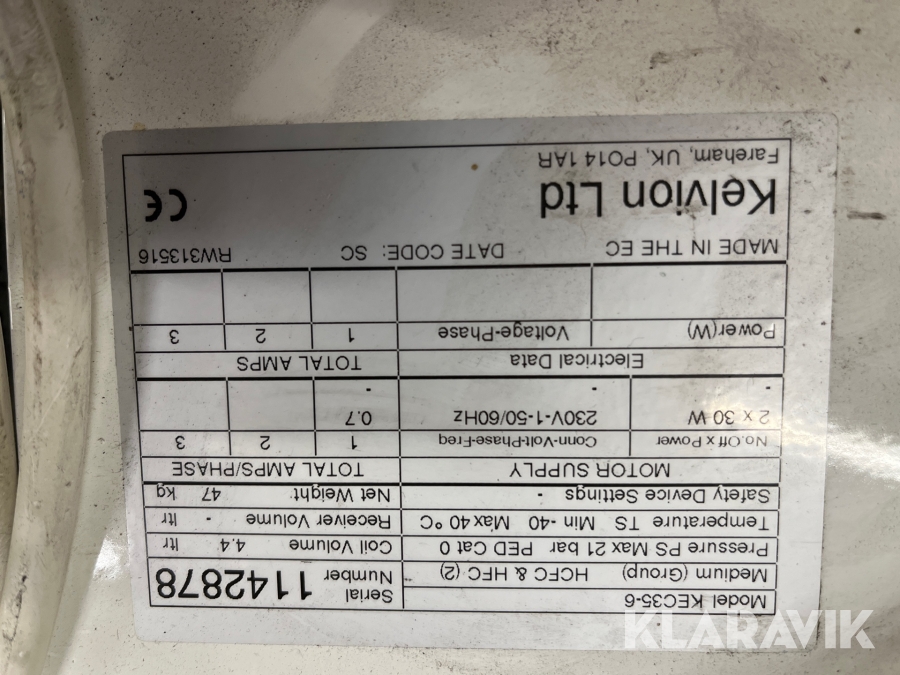 Model KEC35-6
Serial Number 1142878
Medium (Group) HCFC & HFC (2)
Pressure PS Max 21 bar PED Cat 0
Coil Volume 4.4 ltr
Temperature TS Min -40 Max 40 °C
Receiver Volume - ltr
Safety Device Settings -
Net Weight 47 kg
MOTOR SUPPLY TOTAL AMPS/PHASE
No.Off x Power Conn-Volt-Phase-Freq 1 2 3
2 x 30 W 230V-1-50/60Hz 0.7
- - -
Electrical Data TOTAL AMPS
Power(W) Voltage-Phase 1 2 3
MADE IN THE EC DATE CODE: SC RW313516
Kelvion Ltd CE
Fareham, UK, PO14 1AR
KLARAVIK